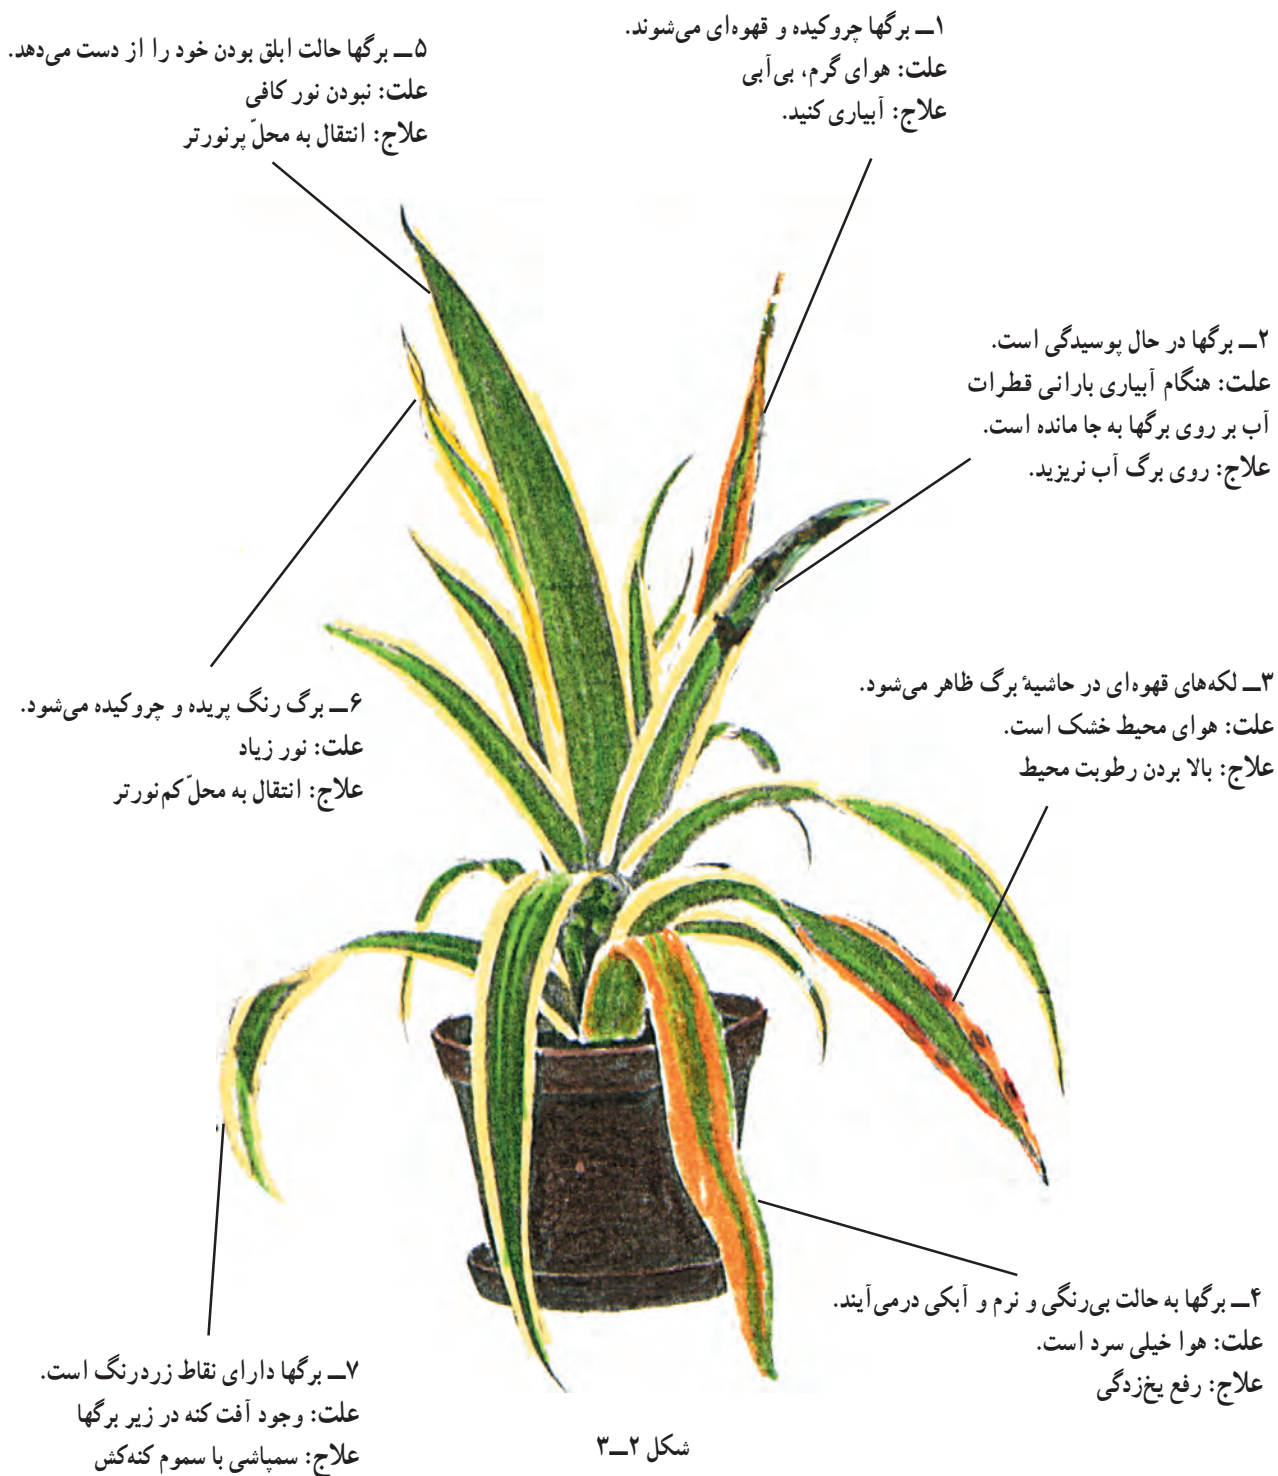 ۱ــ برگها چروکیده و قهوه‌ای می‌شوند.
علت: هوای گرم، بی‌آبی
علاج: آبیاری کنید.
۲ــ برگها در حال پوسیدگی است.
علت: هنگام آبیاری بارانی قطرات
آب بر روی برگها به جا مانده است.
علاج: روی برگ آب نریزید.
۳ــ لکه‌های قهوه‌ای در حاشیهٔ برگ ظاهر می‌شود.
علت: هوای محیط خشک است.
علاج: بالا بردن رطوبت محیط
۴ــ برگها به حالت بی‌رنگی و نرم و آبکی درمی‌آیند.
علت: هوا خیلی سرد است.
علاج: رفع یخ‌زدگی
۵ــ برگها حالت ابلق بودن خود را از دست می‌دهد.
علت: نبودن نور کافی
علاج: انتقال به محلّ پرنورتر
۶ــ برگ رنگ پریده و چروکیده می‌شود.
علت: نور زیاد
علاج: انتقال به محلّ کم‌نورتر
۷ــ برگها دارای نقاط زردرنگ است.
علت: وجود آفت کنه در زیر برگها
علاج: سمپاشی با سموم کنه‌کش
شکل ۲ــ۳